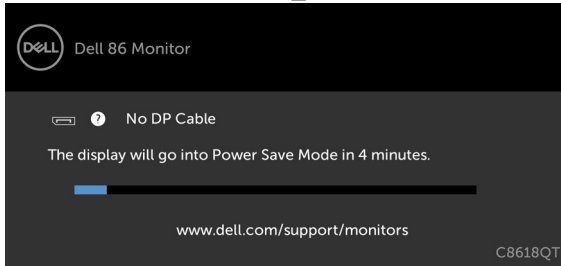 DELL
Dell 86 Monitor
? No DP Cable
The display will go into Power Save Mode in 4 minutes.
www.dell.com/support/monitors
C8618QT